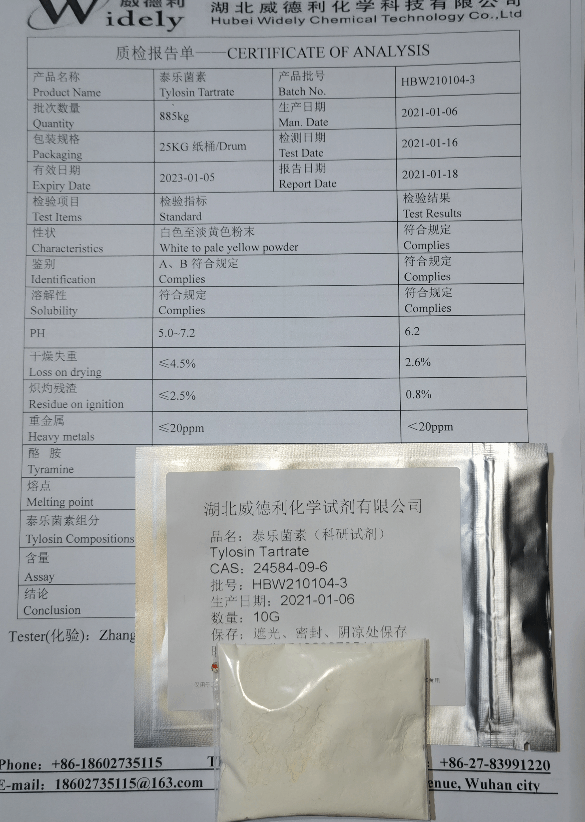 Widely
湖北威德利化学科技有限公司
Hubei Widely Chemical Technology Co.,Ltd
质检报告单——CERTIFICATE OF ANALYSIS
产品名称 泰乐菌素 产品批号 HBW210104-3
Product Name Tylosin Tartrate Batch No.
批次数量 885kg 生产日期 2021-01-06
Quantity Man. Date
包装规格 25KG 纸桶/Drum 检测日期 2021-01-16
Packaging Test Date
有效日期 2023-01-05 报告日期 2021-01-18
Expiry Date Report Date
检验项目 检验指标 检验结果
Test Items Standard Test Results
性状 白色至淡黄色粉末 符合规定
Characteristics White to pale yellow powder Complies
鉴别 A、B 符合规定 符合规定
Identification Complies Complies
溶解性 符合规定 符合规定
Solubility Complies Complies
PH 5.0~7.2 6.2
干燥失重 ≤4.5% 2.6%
Loss on drying
炽灼残渣 ≤2.5% 0.8%
Residue on ignition
重金属 ≤20ppm <20ppm
Heavy metals
酪 胺
Tyramine
熔点
Melting point
泰乐菌素组分
Tylosin Compositions
含量
Assay
结论
Conclusion
Tester(化验): Zhang
湖北威德利化学试剂有限公司
品名：泰乐菌素（科研试剂）
Tylosin Tartrate
CAS：24584-09-6
批号：HBW210104-3
生产日期：2021-01-06
数量：10G
保存：遮光、密封、阴凉处保存
Phone: +86-18602735115 +86-27-83991220
E-mail: 18602735115@163.com enue, Wuhan city